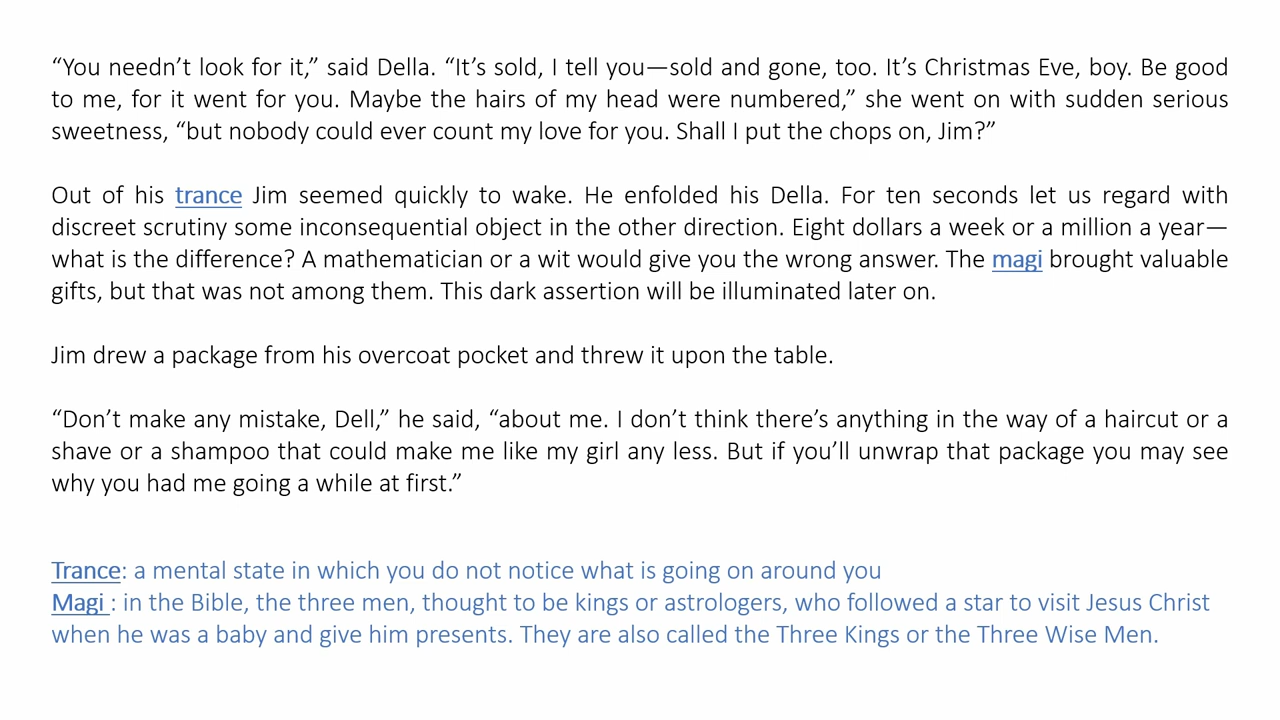 “You needn’t look for it,” said Della. “It’s sold, I tell you—sold and gone, too. It’s Christmas Eve, boy. Be good
to me, for it went for you. Maybe the hairs of my head were numbered,” she went on with sudden serious
sweetness, “but nobody could ever count my love for you. Shall I put the chops on, Jim?”
Out of his trance Jim seemed quickly to wake. He enfolded his Della. For ten seconds let us regard with
discreet scrutiny some inconsequential object in the other direction. Eight dollars a week or a million a year—
what is the difference? A mathematician or a wit would give you the wrong answer. The magi brought valuable
gifts, but that was not among them. This dark assertion will be illuminated later on.
Jim drew a package from his overcoat pocket and threw it upon the table.
“Don’t make any mistake, Dell,” he said, “about me. I don’t think there’s anything in the way of a haircut or a
shave or a shampoo that could make me like my girl any less. But if you’ll unwrap that package you may see
why you had me going a while at first.”
Trance: a mental state in which you do not notice what is going on around you
Magi : in the Bible, the three men, thought to be kings or astrologers, who followed a star to visit Jesus Christ
when he was a baby and give him presents. They are also called the Three Kings or the Three Wise Men.